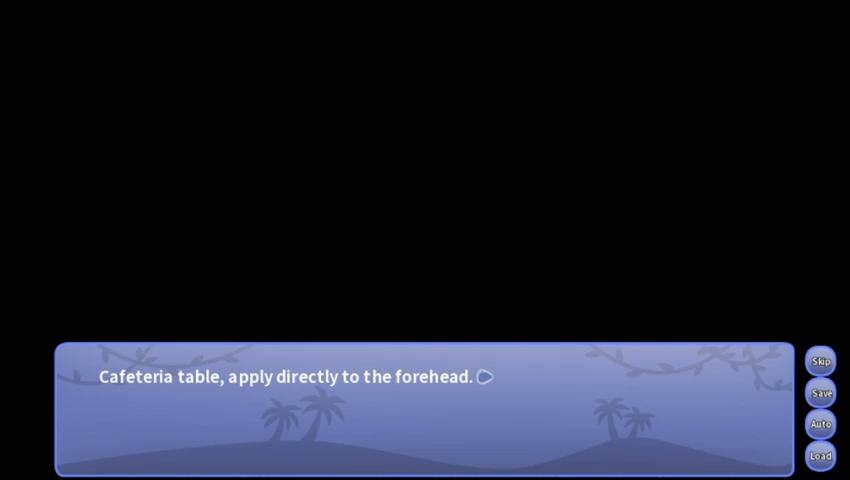 Cafeteria table, apply directly to the forehead.
Skip
Save
Auto
Load